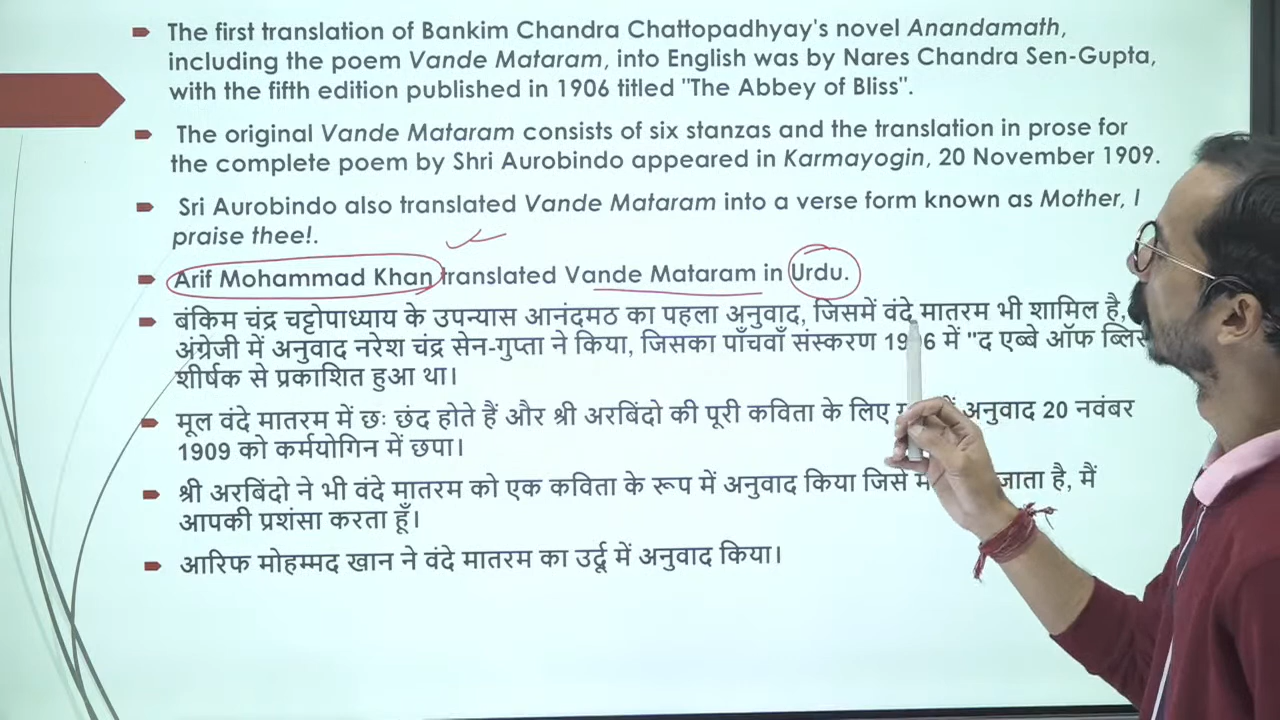 The first translation of Bankim Chandra Chattopadhyay's novel Anandamath,
including the poem Vande Mataram, into English was by Nares Chandra Sen-Gupta,
with the fifth edition published in 1906 titled "The Abbey of Bliss".
The original Vande Mataram consists of six stanzas and the translation in prose for
the complete poem by Shri Aurobindo appeared in Karmayogin, 20 November 1909.
Sri Aurobindo also translated Vande Mataram into a verse form known as Mother, I
praise thee!.
Arif Mohammad Khan translated Vande Mataram in Urdu.
बंकिम चंद्र चट्टोपाध्याय के उपन्यास आनंदमठ का पहला अनुवाद, जिसमें वंदे मातरम भी शामिल है,
अंग्रेजी में अनुवाद नरेश चंद्र सेन-गुप्ता ने किया, जिसका पाँचवाँ संस्करण में "द एब्बे ऑफ
शीर्षक से प्रकाशित हुआ था।
मूल वंदे मातरम में छः छंद होते हैं और श्री अरबिंदो की पूरी कविता के लिए अनुवाद 20 नवंबर
1909 को कर्मयोगिन में छपा।
श्री अरबिंदो ने भी वंदे मातरम को एक कविता के रूप में अनुवाद किया जिसे जाता है, मैं
आपकी प्रशंसा करता हूँ।
आरिफ मोहम्मद खान ने वंदे मातरम का उर्दू में अनुवाद किया।